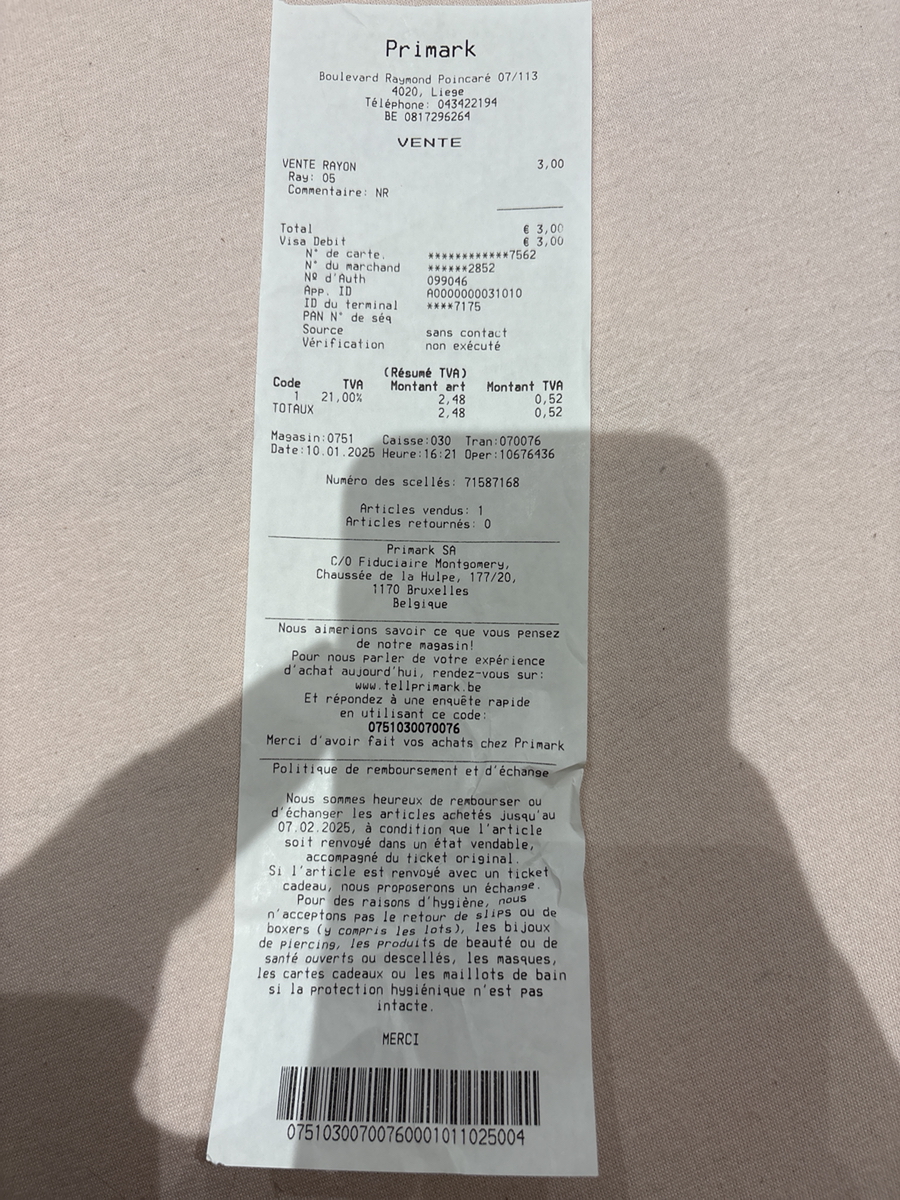 Primark
Boulevard Raymond Poincaré 07/113
4020, Liege
Téléphone: 043422194
BE 0817296264
VENTE
VENTE RAYON 3,00
Ray: 05
Commentaire: NR
Total € 3,00
Visa Debit € 3,00
N° de carte. ************7562
N° du marchand ******2852
Nº d'Auth 099046
App. ID A0000000031010
ID du terminal ****7175
PAN N° de séq
Source sans contact
Vérification non exécuté
(Résumé TVA)
Code TVA Montant art Montant TVA
1 21,00% 2,48 0,52
TOTAUX 2,48 0,52
Magasin:0751 Caisse:030 Tran:070076
Date:10.01.2025 Heure:16:21 Oper:10676436
Numéro des scellés: 71587168
Articles vendus: 1
Articles retournés: 0
Primark SA
C/O Fiduciaire Montgomery,
Chaussée de la Hulpe, 177/20,
1170 Bruxelles
Belgique
Nous aimerions savoir ce que vous pensez
de notre magasin!
Pour nous parler de votre expérience
d'achat aujourd'hui, rendez-vous sur:
www.tellprimark.be
Et répondez à une enquête rapide
en utilisant ce code:
0751030070076
Merci d'avoir fait vos achats chez Primark
Politique de remboursement et d'échange
Nous sommes heureux de rembourser ou
d'échanger les articles achetés jusqu'au
07.02.2025, à condition que l'article
soit renvoyé dans un état vendable,
accompagné du ticket original.
Si l'article est renvoyé avec un ticket
cadeau, nous proposerons un échange.
Pour des raisons d'hygiène, nous
n'acceptons pas le retour de slips ou de
boxers (y compris les lots), les bijoux
de piercing, les produits de beauté ou de
santé ouverts ou descellés, les masques,
les cartes cadeaux ou les maillots de bain
si la protection hygiénique n'est pas
intacte.
MERCI
07510300700760001011025004